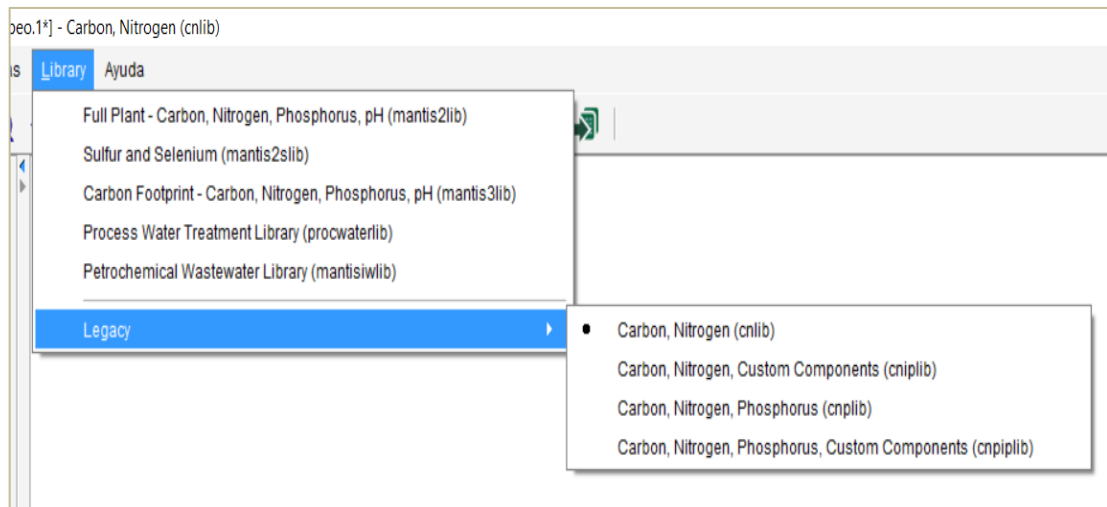 beo.1*] - Carbon, Nitrogen (cnlib)
as Library Ayuda
Full Plant - Carbon, Nitrogen, Phosphorus, pH (mantis2lib)
Sulfur and Selenium (mantis2slib)
Carbon Footprint - Carbon, Nitrogen, Phosphorus, pH (mantis3lib)
Process Water Treatment Library (procwaterlib)
Petrochemical Wastewater Library (mantisiwlib)
Legacy
Carbon, Nitrogen (cnlib)
Carbon, Nitrogen, Custom Components (cniplib)
Carbon, Nitrogen, Phosphorus (cnplib)
Carbon, Nitrogen, Phosphorus, Custom Components (cnpiplib)